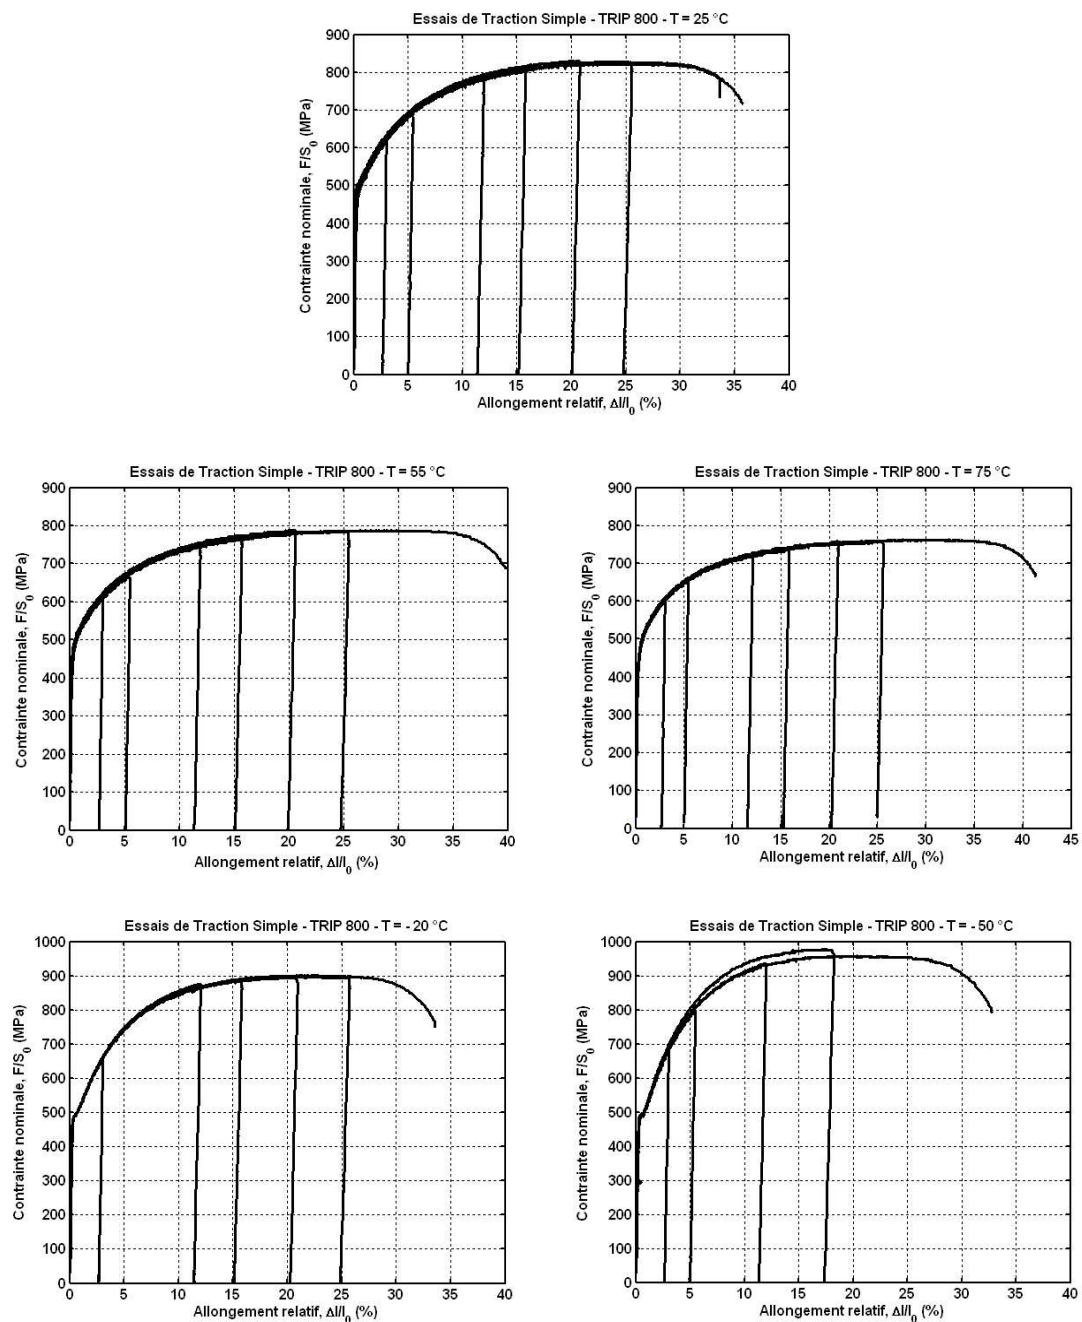 Essais de Traction Simple - TRIP 800 - T = 25 °C
Contrainte nominale, F/S0 (MPa)
900
800
700
600
500
400
300
200
100
0
0 5 10 15 20 25 30 35 40
Allongement relatif, Δl/l0 (%)
Essais de Traction Simple - TRIP 800 - T = 55 °C
Contrainte nominale, F/S0 (MPa)
900
800
700
600
500
400
300
200
100
0
0 5 10 15 20 25 30 35 40
Allongement relatif, Δl/l0 (%)
Essais de Traction Simple - TRIP 800 - T = 75 °C
Contrainte nominale, F/S0 (MPa)
900
800
700
600
500
400
300
200
100
0
0 5 10 15 20 25 30 35 40 45
Allongement relatif, Δl/l0 (%)
Essais de Traction Simple - TRIP 800 - T = - 20 °C
Contrainte nominale, F/S0 (MPa)
1000
900
800
700
600
500
400
300
200
100
0
0 5 10 15 20 25 30 35 40
Allongement relatif, Δl/l0 (%)
Essais de Traction Simple - TRIP 800 - T = - 50 °C
Contrainte nominale, F/S0 (MPa)
1000
900
800
700
600
500
400
300
200
100
0
0 5 10 15 20 25 30 35 40
Allongement relatif, Δl/l0 (%)